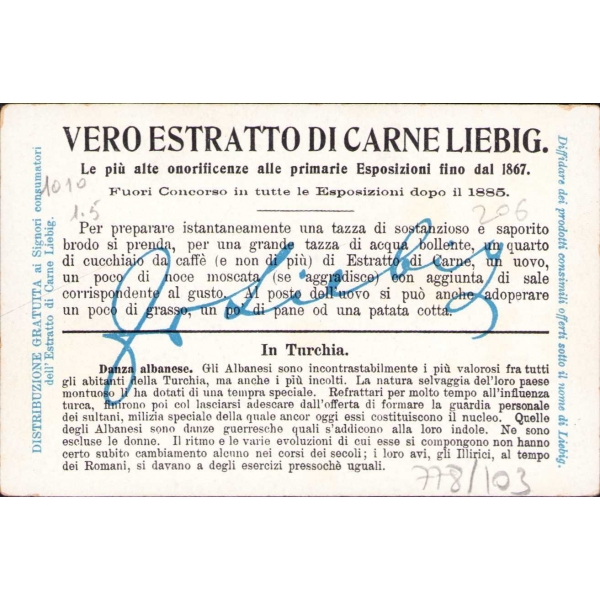 VERO ESTRATTO DI CARNE LIEBIG.
Le più alte onorificenze alle primarie Esposizioni fino dal 1867.
Fuori Concorso in tutte le Esposizioni dopo il 1885.
1010
1.5
206
Per preparare istantaneamente una tazza di sostanzioso e saporito
brodo si prenda, per una grande tazza di acqua bollente, un quarto
di cucchiaio da caffè (e non di più) di Estratto di Carne, un uovo,
un poco di noce moscata (se aggradisce) con aggiunta di sale
corrispondente al gusto. Al posto dell'uovo si può anche adoperare
un poco di grasso, un po' di pane od una patata cotta.
J. v Liebig
In Turchia.
Danza albanese. Gli Albanesi sono incontrastabilmente i più valorosi fra tutti
gli abitanti della Turchia, ma anche i più incolti. La natura selvaggia del'loro paese
montuoso li ha dotati di una tempra speciale. Refrattari per molto tempo all'influenza
turca, finirono poi col lasciarsi adescare dall'offerta di formare la guardia personale
dei sultani, milizia speciale della quale ancor oggi essi costituiscono il nucleo. Quelle
degli Albanesi sono danze guerresche quali s'addicono alla loro indole. Ne sono
escluse le donne. Il ritmo e le varie evoluzioni di cui esse si compongono non hanno
certo subito cambiamento alcuno nei corsi dei secoli; i loro avi, gli Illirici, al tempo
dei Romani, si davano a degli esercizi pressochè uguali.
778/103
DISTRIBUZIONE GRATUITA ai Signori consumatori
dell'Estratto di Carne Liebig.
Diffidare dei prodotti consimili offerti sotto il nome di Liebig.